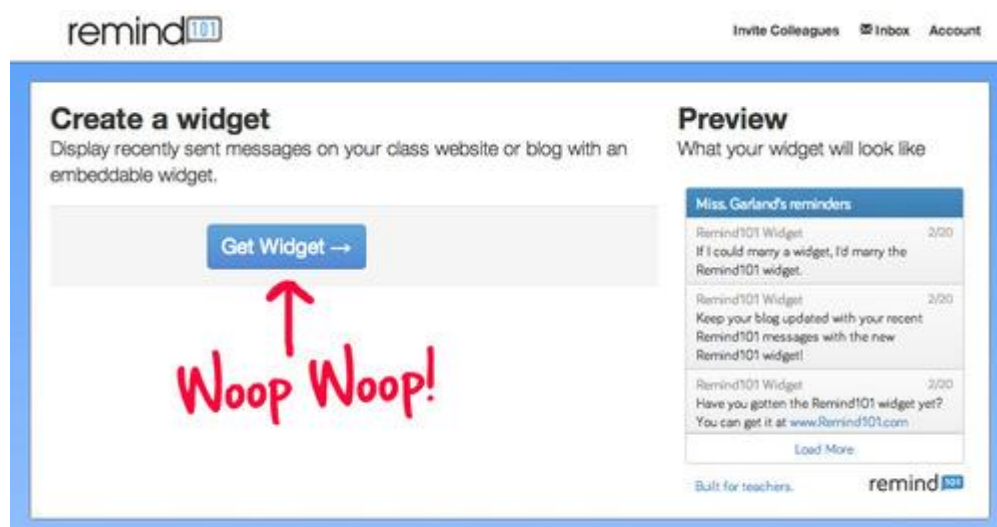 remind101
Invite Colleagues Inbox Account
Create a widget
Display recently sent messages on your class website or blog with an
embeddable widget.
Get Widget →
Woop Woop!
Preview
What your widget will look like
Miss. Garland's reminders
Remind101 Widget 2/20
If I could marry a widget, I'd marry the
Remind101 widget.
Remind101 Widget 2/20
Keep your blog updated with your recent
Remind101 messages with the new
Remind101 widget!
Remind101 Widget 2/20
Have you gotten the Remind101 widget yet?
You can get it at www.Remind101.com
Load More
Built for teachers. remind101